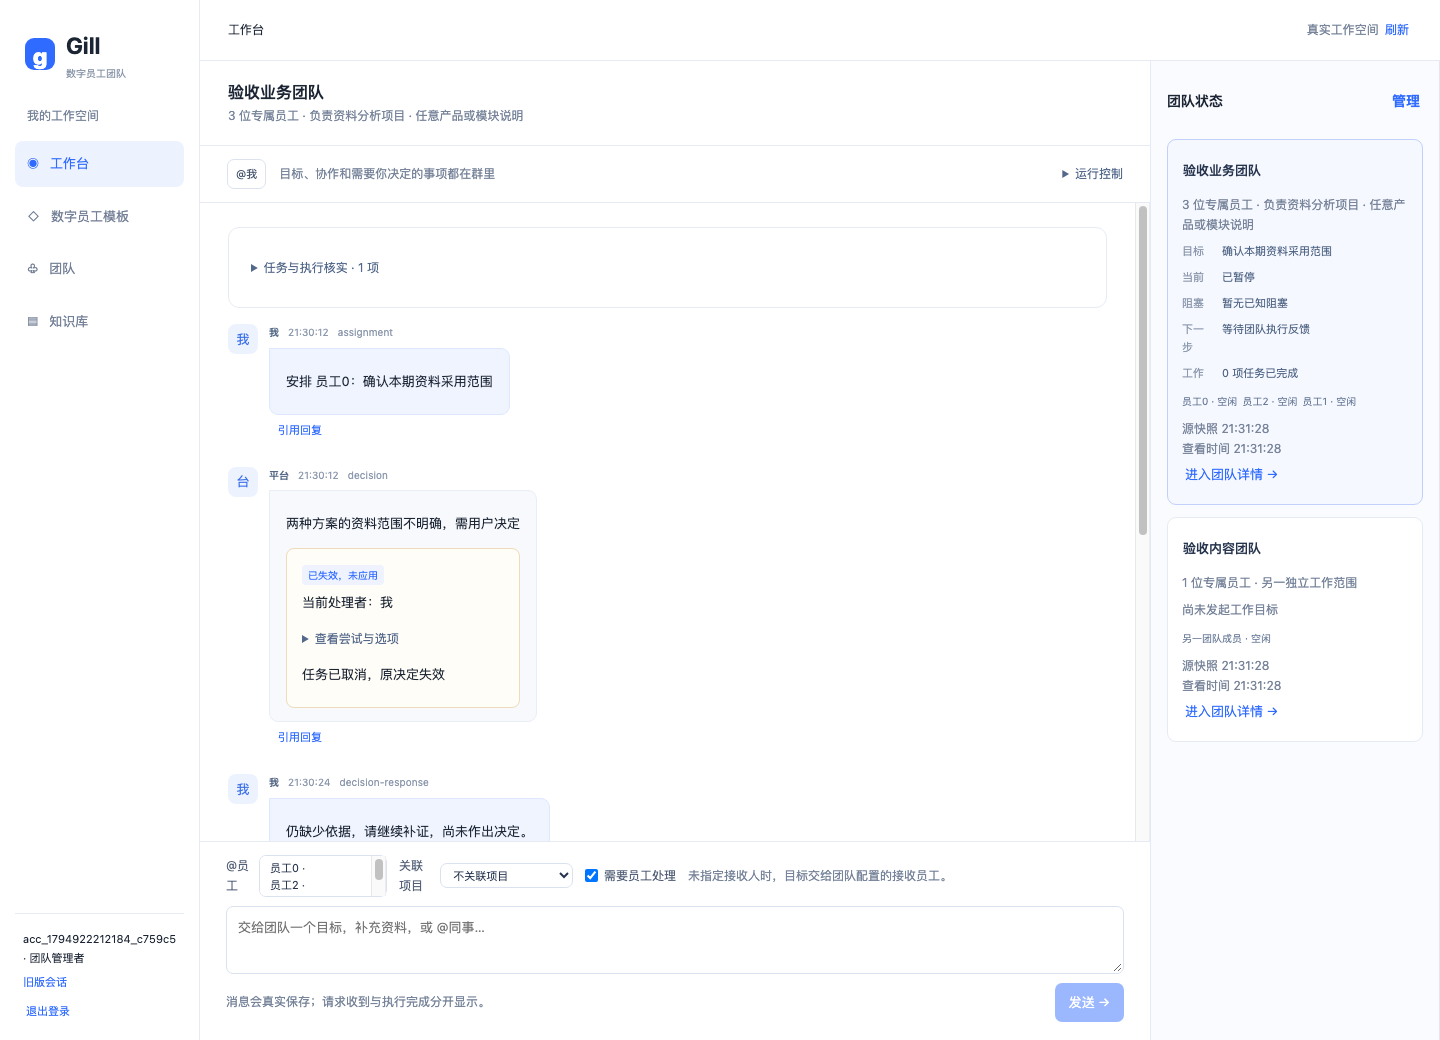 g
Gill
数字员工团队
我的工作空间
工作台
数字员工模板
团队
知识库
acc_1794922212184_c759c5
· 团队管理者
旧版会话
退出登录
工作台
真实工作空间 刷新
验收业务团队
3 位专属员工 · 负责资料分析项目 · 任意产品或模块说明
@我
目标、协作和需要你决定的事项都在群里
运行控制
任务与执行核实 · 1 项
我
我 21:30:12 assignment
安排 员工0：确认本期资料采用范围
引用回复
台
平台 21:30:12 decision
两种方案的资料范围不明确，需用户决定
已失效，未应用
当前处理者：我
查看尝试与选项
任务已取消，原决定失效
引用回复
我
我 21:30:24 decision-response
仍缺少依据，请继续补证，尚未作出决定。
@员
工
员工0 ·
员工2 ·
关联
项目
不关联项目
需要员工处理
未指定接收人时，目标交给团队配置的接收员工。
交给团队一个目标，补充资料，或 @同事...
消息会真实保存；请求收到与执行完成分开显示。
发送 →
团队状态
管理
验收业务团队
3 位专属员工 · 负责资料分析项目 · 任意产
品或模块说明
目标 确认本期资料采用范围
当前 已暂停
阻塞 暂无已知阻塞
下一
步
等待团队执行反馈
工作 0 项任务已完成
员工0 · 空闲 员工2 · 空闲 员工1 · 空闲
源快照 21:31:28
查看时间 21:31:28
进入团队详情 →
验收内容团队
1 位专属员工 · 另一独立工作范围
尚未发起工作目标
另一团队成员 · 空闲
源快照 21:31:28
查看时间 21:31:28
进入团队详情 →